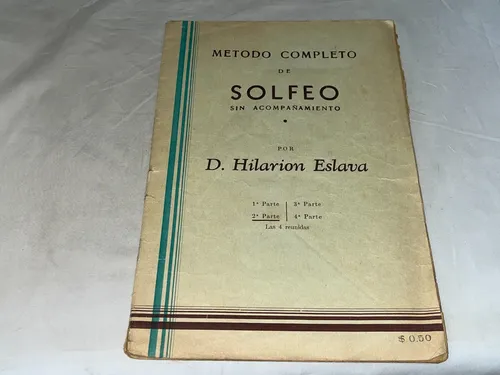 METODO COMPLETO
DE
SOLFEO
SIN ACOMPAÑAMIENTO
POR
D. Hilarion Eslava
1ª Parte | 3ª Parte
2ª Parte | 4ª Parte
Las 4 reunidas
$ 0.50